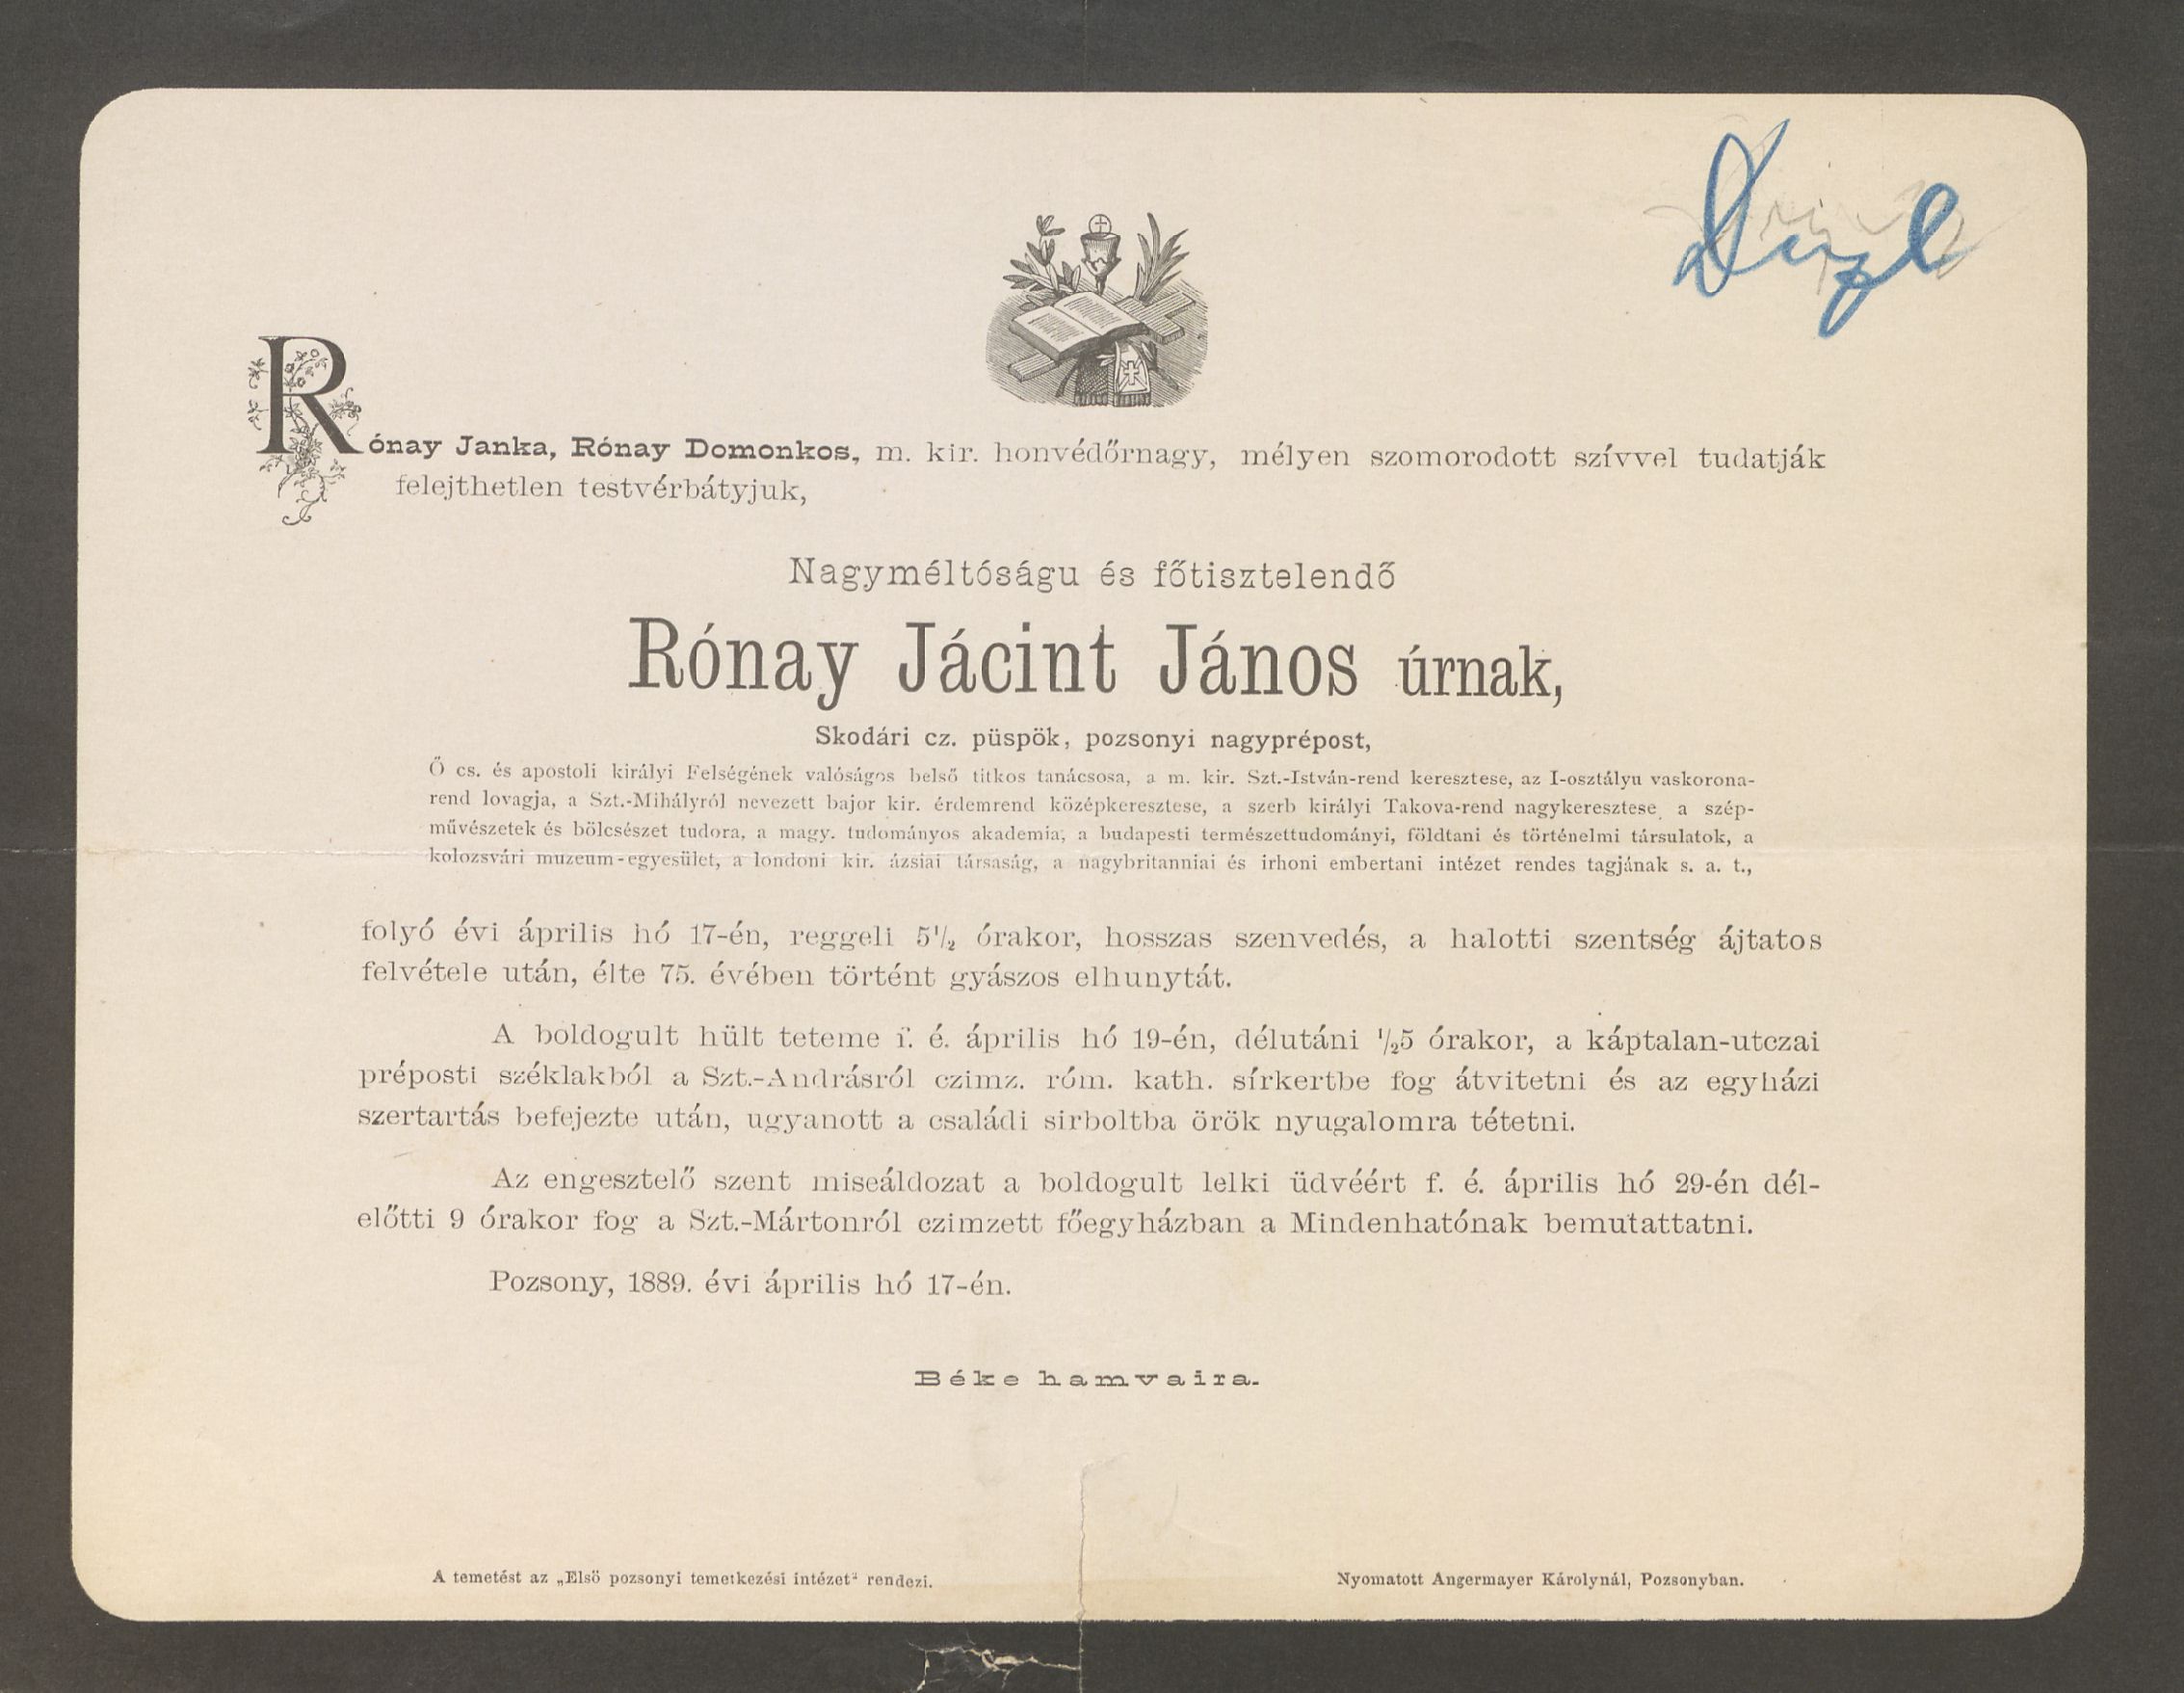 Rónay Janka, Rónay Domonkos, m. kir. honvédőrnagy, mélyen szomorodott szívvel tudatják
felejthetlen testvérbátyjuk,
Nagyméltóságu és főtisztelendő
Rónay Jácint János úrnak,
Skodári cz. püspök, pozsonyi nagyprépost,
Ő cs. és apostoli királyi Felségének valóságos belső titkos tanácsosa, a m. kir. Szt.-István-rend keresztese, az I-osztályu vaskorona-
rend lovagja, a Szt.-Mihályról nevezett bajor kir. érdemrend középkeresztese, a szerb királyi Takova-rend nagykeresztese, a szép-
művészetek és bölcsészet tudora, a magy. tudományos akademia, a budapesti természettudományi, földtani és történelmi társulatok, a
kolozsvári muzeum-egyesület, a londoni kir. ázsiai társaság, a nagybritanniai és irhoni embertani intézet rendes tagjának s. a. t.,
folyó évi április hó 17-én, reggeli 5 1/2 órakor, hosszas szenvedés, a halotti szentség ájtatos
felvétele után, élte 75. évében történt gyászos elhunytát.
A boldogult hült teteme f. é. április hó 19-én, délutáni 1/25 órakor, a káptalan-utczai
préposti széklakból a Szt.-Andrásról czimz. róm. kath. sírkertbe fog átvitetni és az egyházi
szertartás befejezte után, ugyanott a családi sirboltba örök nyugalomra tétetni.
Az engesztelő szent miseáldozat a boldogult lelki üdvéért f. é. április hó 29-én dél-
előtti 9 órakor fog a Szt.-Mártonról czimzett főegyházban a Mindenhatónak bemutattatni.
Pozsony, 1889. évi április hó 17-én.
Béke hamvaira.
A temetést az „Elsö pozsonyi temetkezési intézet“ rendezi.
Nyomatott Angermayer Károlynál, Pozsonyban.